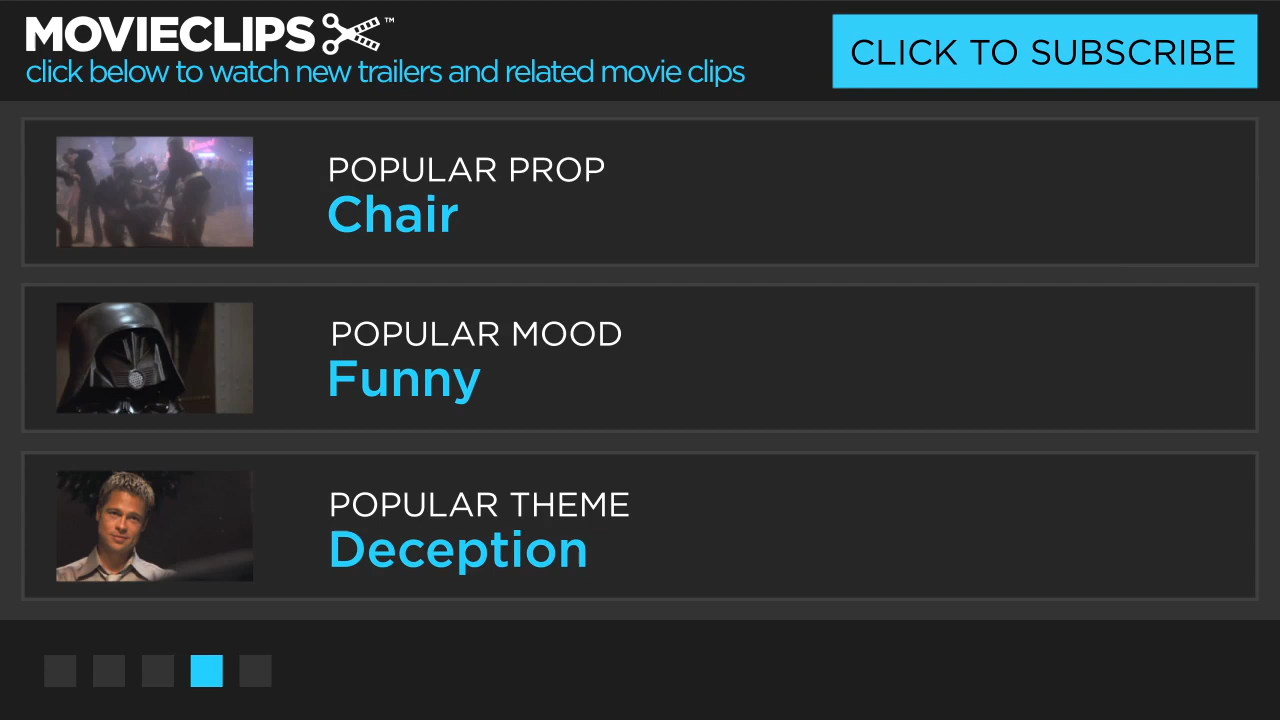 MOVIECLIPS™
click below to watch new trailers and related movie clips
CLICK TO SUBSCRIBE
POPULAR PROP
Chair
POPULAR MOOD
Funny
POPULAR THEME
Deception